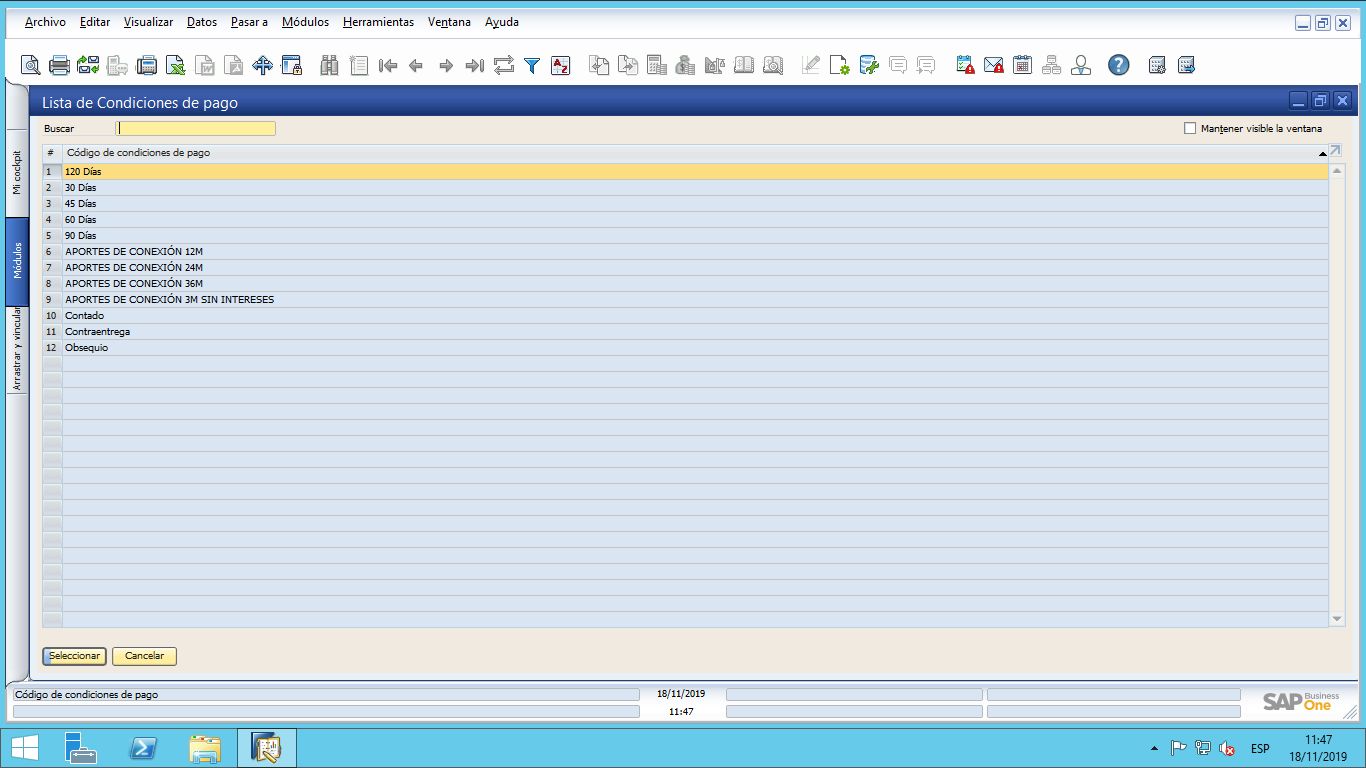 Archivo Editar Visualizar Datos Pasar a Módulos Herramientas Ventana Ayuda
Lista de Condiciones de pago
Buscar
Mantener visible la ventana
# Código de condiciones de pago
1 120 Días
2 30 Días
3 45 Días
4 60 Días
5 90 Días
6 APORTES DE CONEXIÓN 12M
7 APORTES DE CONEXIÓN 24M
8 APORTES DE CONEXIÓN 36M
9 APORTES DE CONEXIÓN 3M SIN INTERESES
10 Contado
11 Contraentrega
12 Obsequio
Mi cockpit
Módulos
Arrastrar y vincular
Seleccionar Cancelar
Código de condiciones de pago 18/11/2019
11:47
SAP Business One
ESP 11:47
18/11/2019